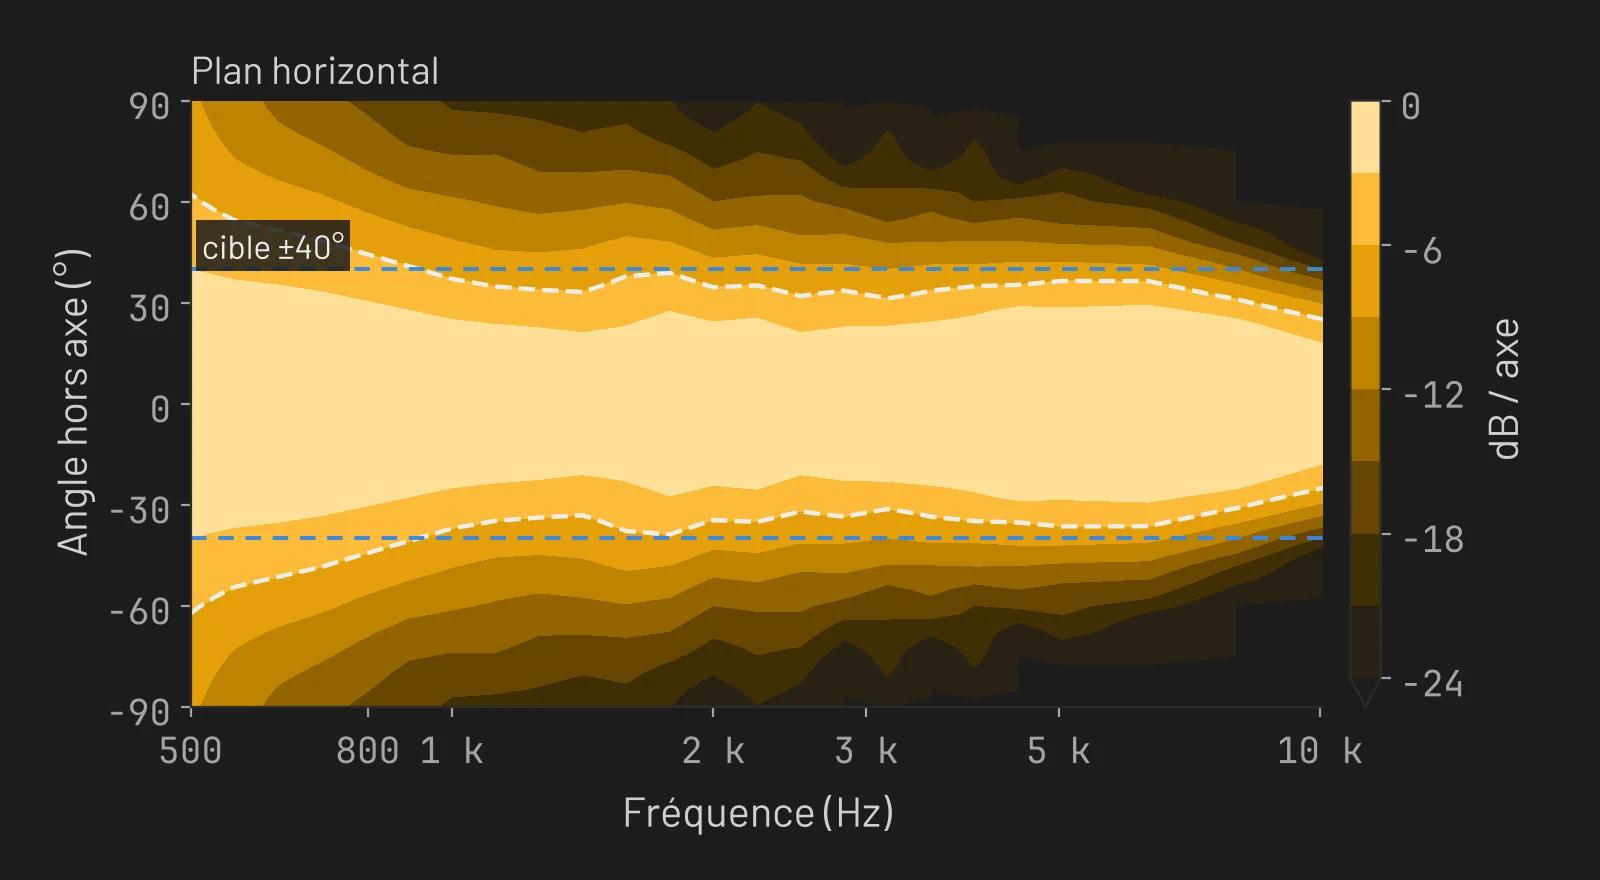 Plan horizontal
90
60
30
0
-30
-60
-90
Angle hors axe (°)
cible ±40°
500
800
1 k
2 k
3 k
5 k
10 k
Fréquence (Hz)
0
-6
-12
-18
-24
dB / axe